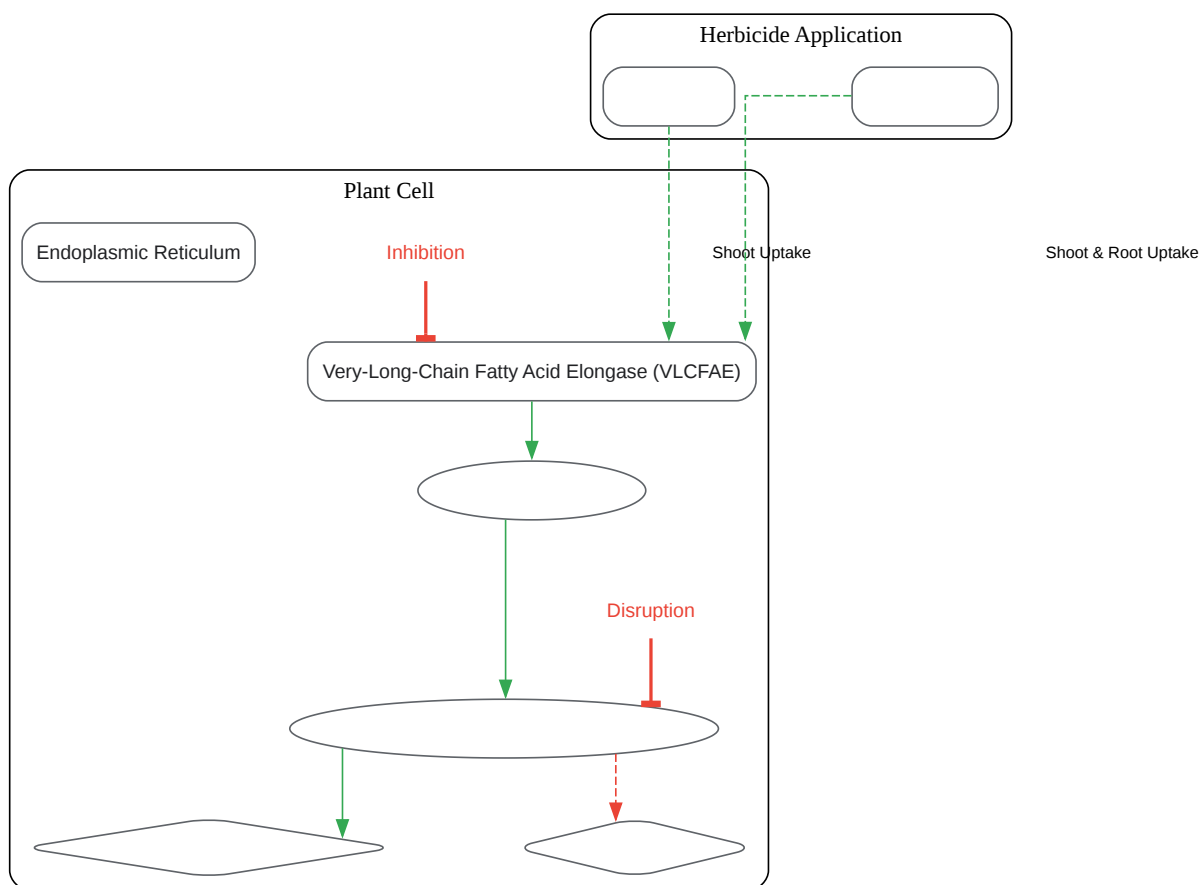 Herbicide Application
Plant Cell
Endoplasmic Reticulum
Inhibition
Shoot Uptake
Shoot & Root Uptake
Very-Long-Chain Fatty Acid Elongase (VLCFAE)
Disruption